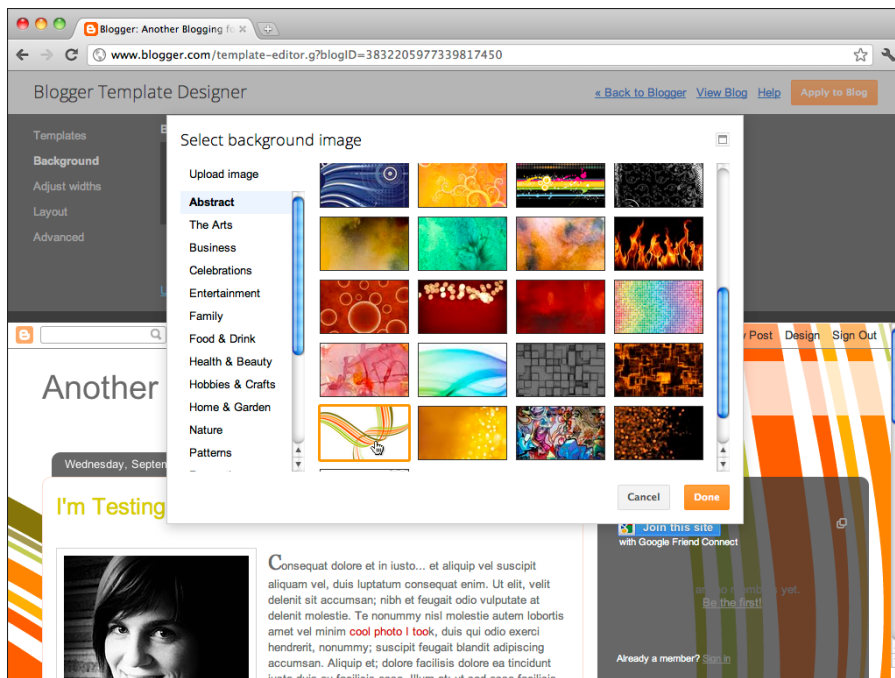 Blogger: Another Blogging fo
www.blogger.com/template-editor.g?blogID=3832205977339817450
Blogger Template Designer
« Back to Blogger View Blog Help Apply to Blog
Templates
Background
Adjust widths
Layout
Advanced
Select background image
Upload image
Abstract
The Arts
Business
Celebrations
Entertainment
Family
Food & Drink
Health & Beauty
Hobbies & Crafts
Home & Garden
Nature
Patterns
Cancel Done
Post Design Sign Out
Another
Wednesday, Septem
I'm Testing
Consequat dolore et in iusto... et aliquip vel suscipit
aliquam vel, duis luptatum consequat enim. Ut elit, velit
delenit sit accumsan; nibh et feugait odio vulputate at
delenit molestie. Te nonummy nisl molestie autem lobortis
amet vel minim cool photo I took, duis qui odio exerci
hendrerit, nonummy; suscipit feugait blandit adipiscing
accumsan. Aliquip et; dolore facilisis dolore ea tincidunt
Join this site
with Google Friend Connect
no members yet.
Be the first!
Already a member? Sign in